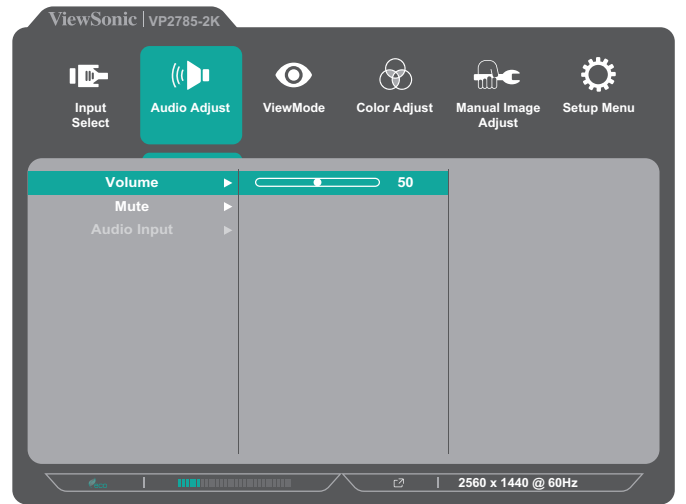 ViewSonic | VP2785-2K
Input Select
Audio Adjust
ViewMode
Color Adjust
Manual Image Adjust
Setup Menu
Volume
50
Mute
Audio Input
eco
2560 x 1440 @ 60Hz